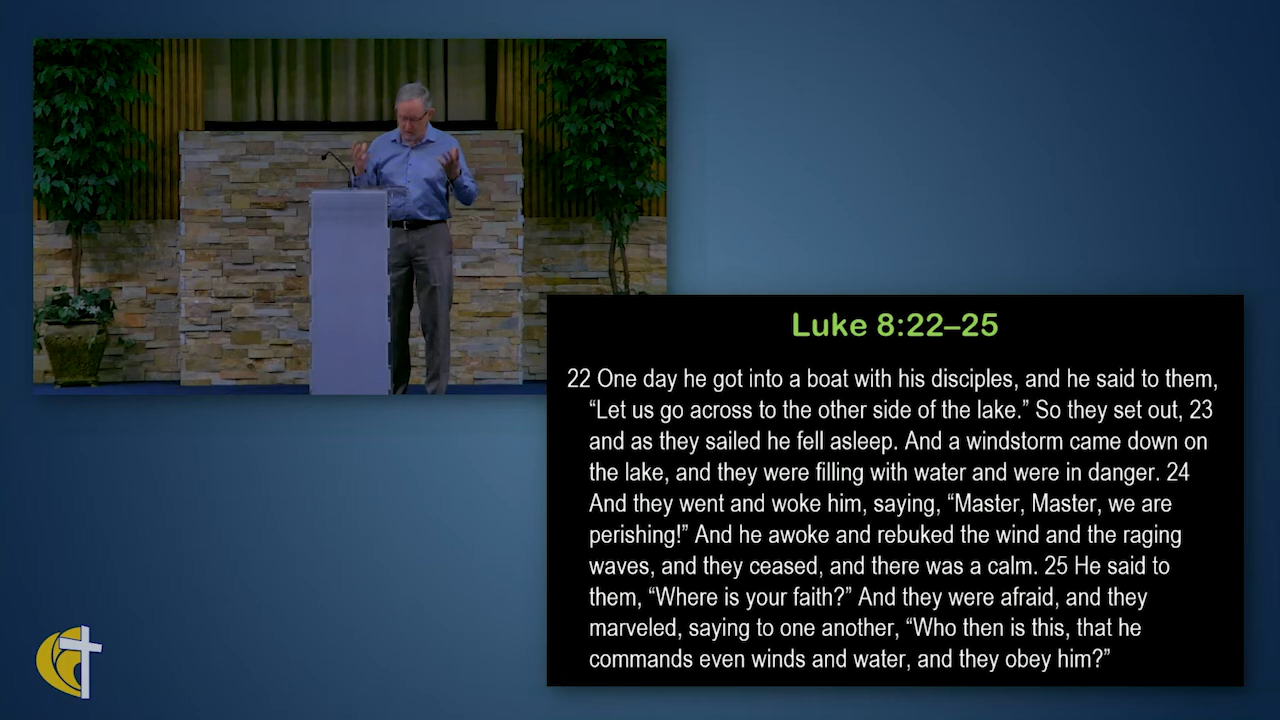 Luke 8:22–25
22 One day he got into a boat with his disciples, and he said to them,
“Let us go across to the other side of the lake.” So they set out, 23
and as they sailed he fell asleep. And a windstorm came down on
the lake, and they were filling with water and were in danger. 24
And they went and woke him, saying, “Master, Master, we are
perishing!” And he awoke and rebuked the wind and the raging
waves, and they ceased, and there was a calm. 25 He said to
them, “Where is your faith?” And they were afraid, and they
marveled, saying to one another, “Who then is this, that he
commands even winds and water, and they obey him?”